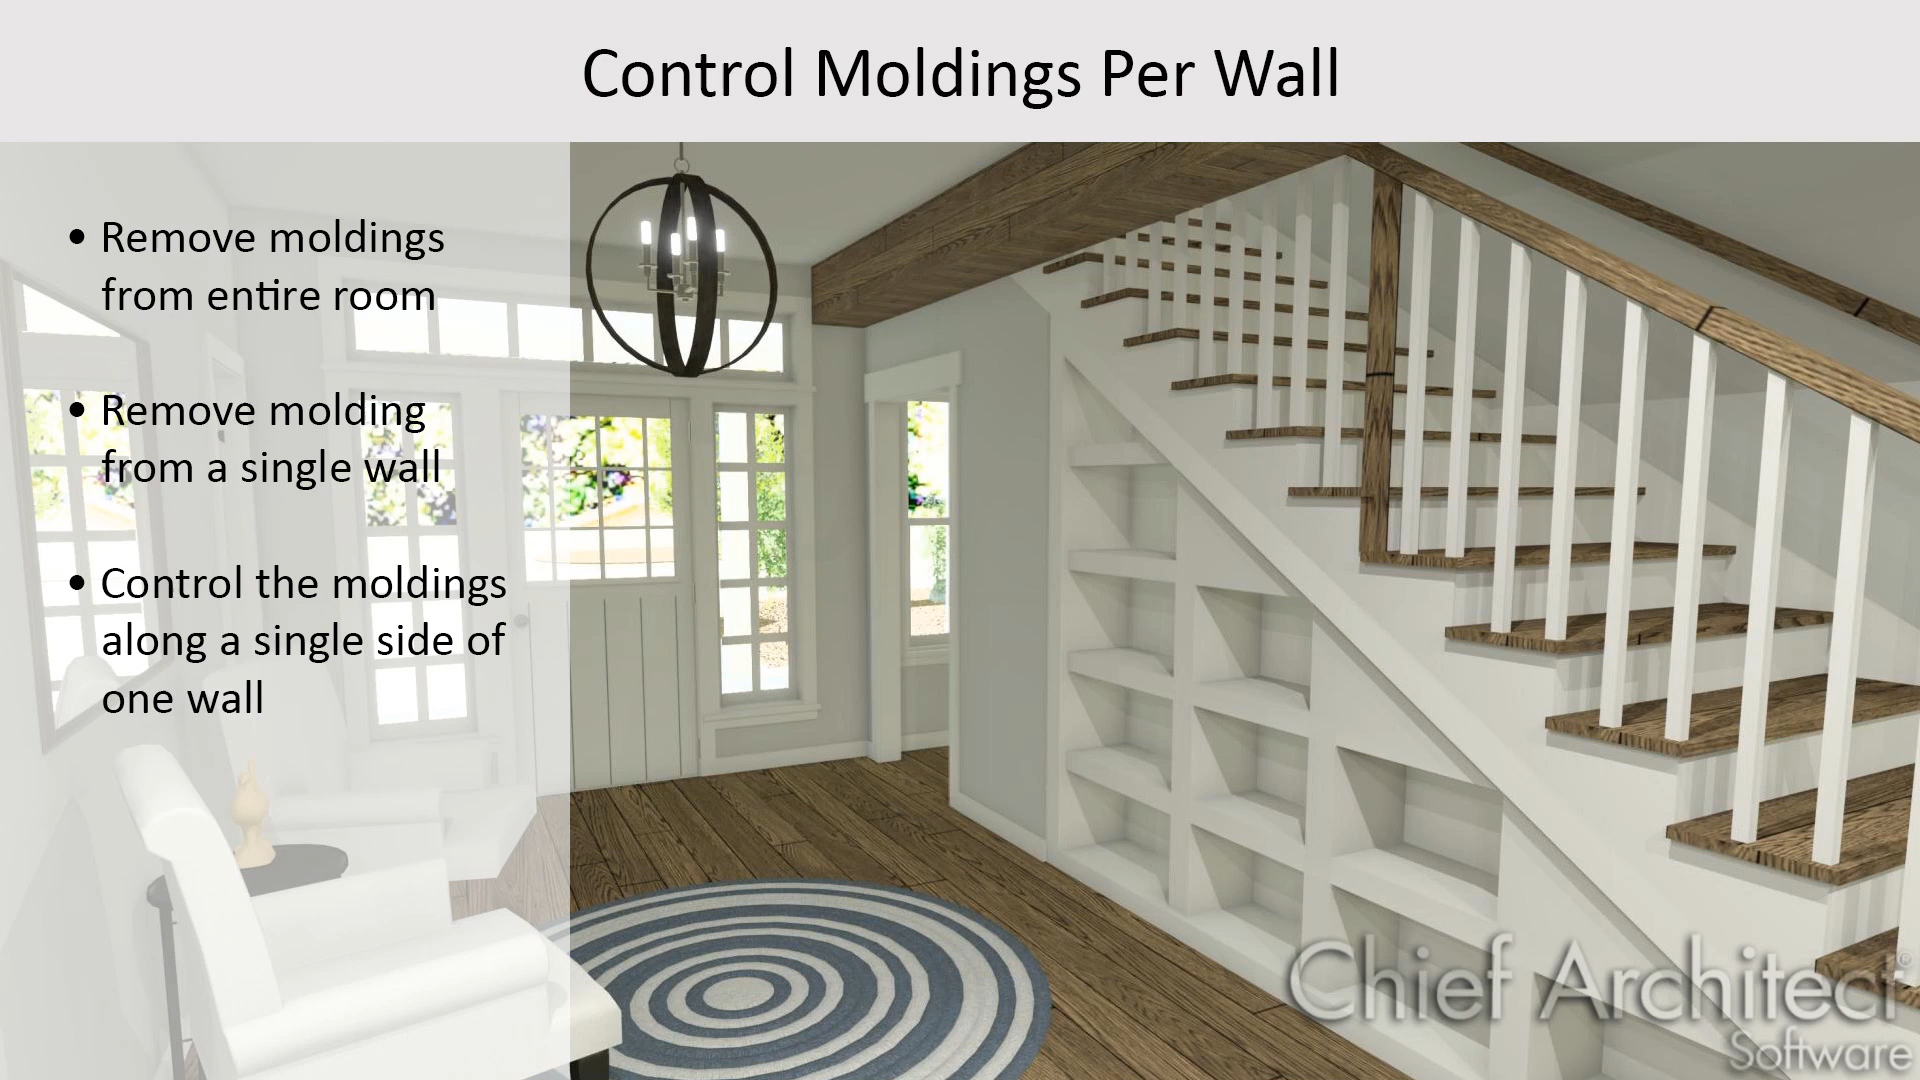 Control Moldings Per Wall
• Remove moldings
from entire room
• Remove molding
from a single wall
• Control the moldings
along a single side of
one wall
Chief Architect®
Software